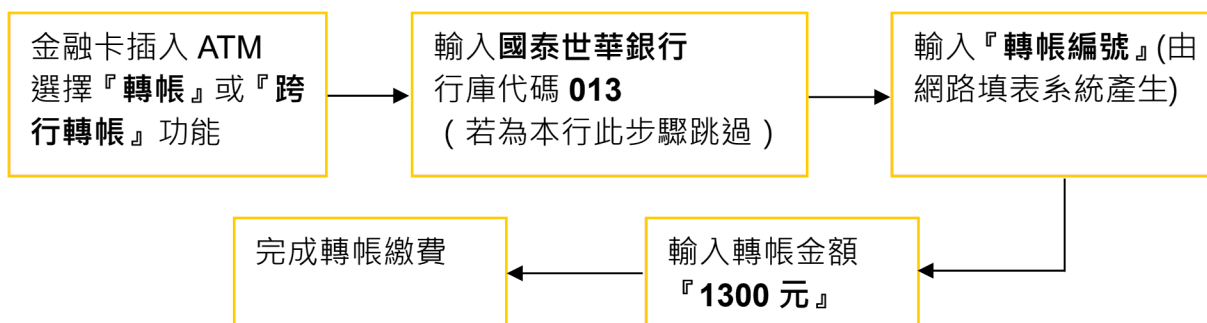 金融卡插入 ATM
選擇『轉帳』或『跨
行轉帳』功能
輸入國泰世華銀行
行庫代碼 013
（若為本行此步驟跳過）
輸入『轉帳編號』(由
網路填表系統產生)
輸入轉帳金額
『1300 元』
完成轉帳繳費